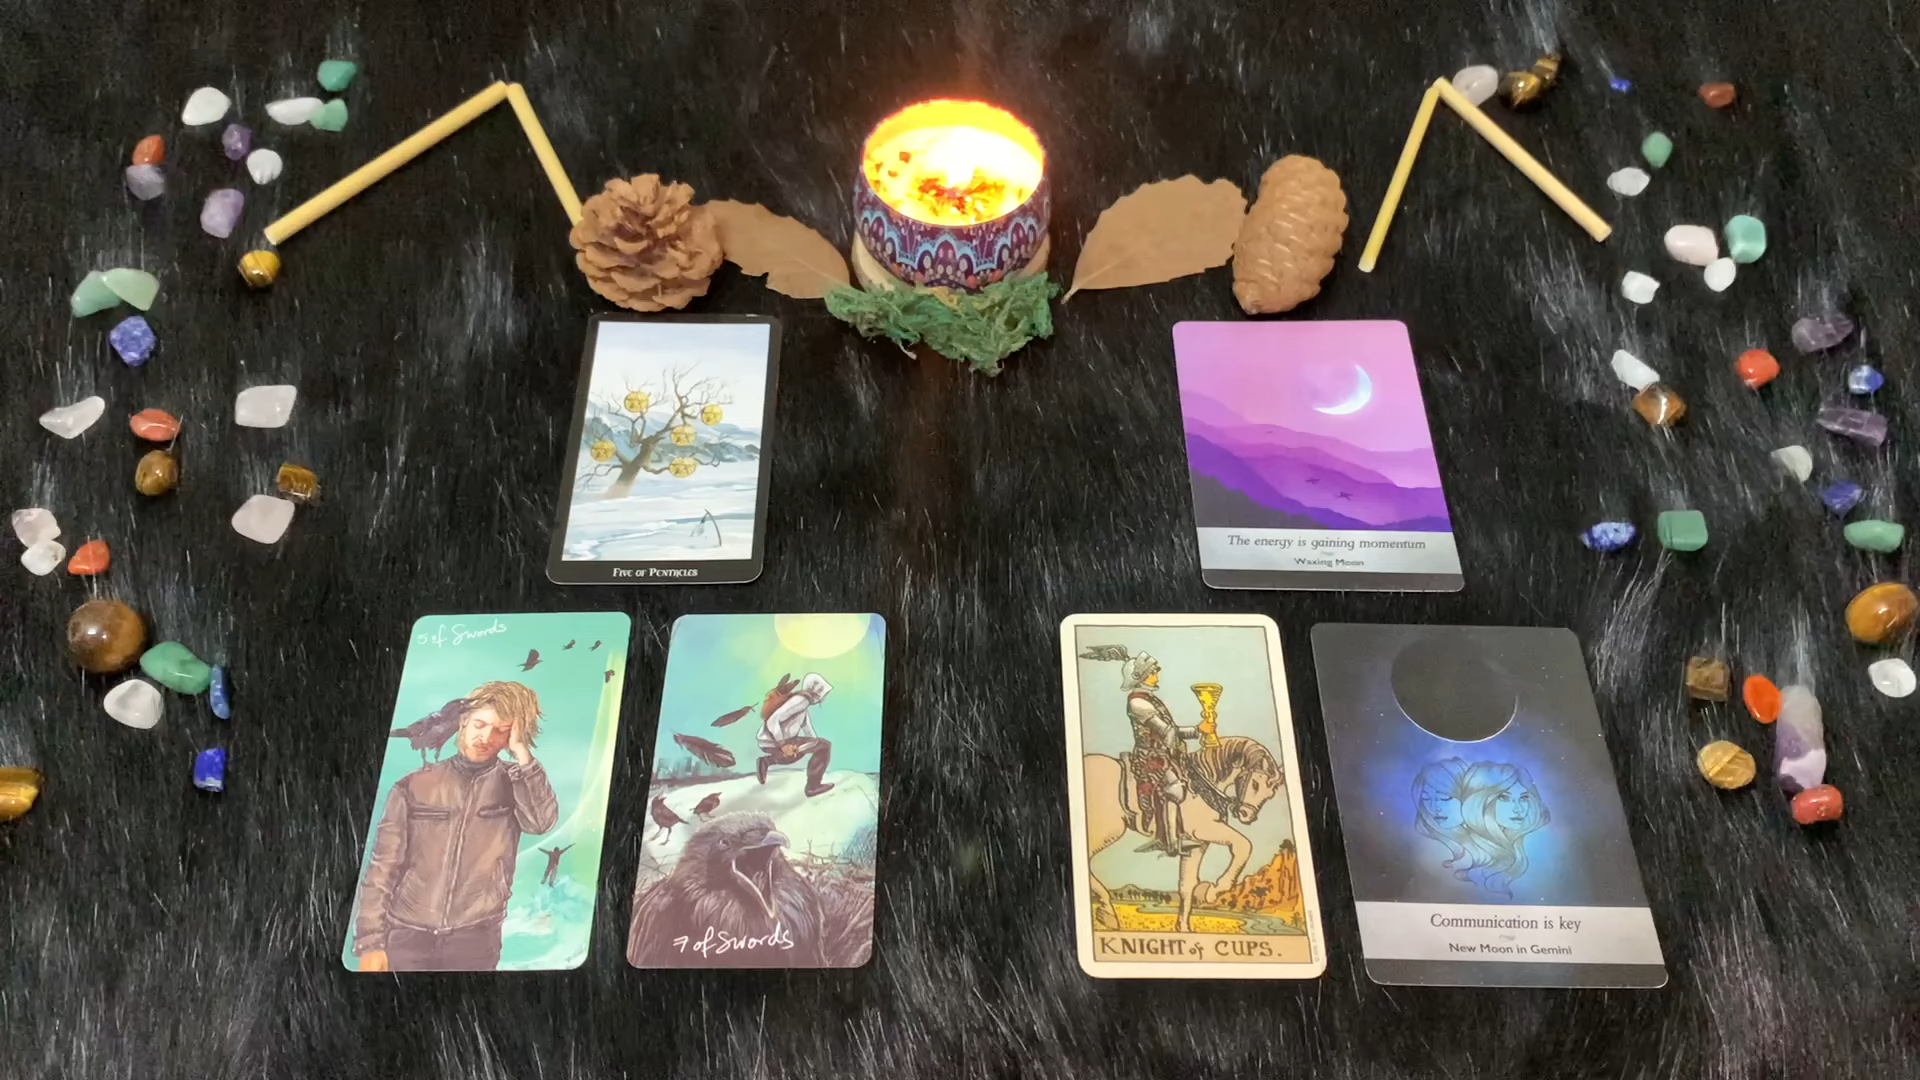 Five of Pentacles
The energy is gaining momentum
Waxing Moon
5 of Swords
7 of Swords
KNIGHT of CUPS.
Communication is key
New Moon in Gemini